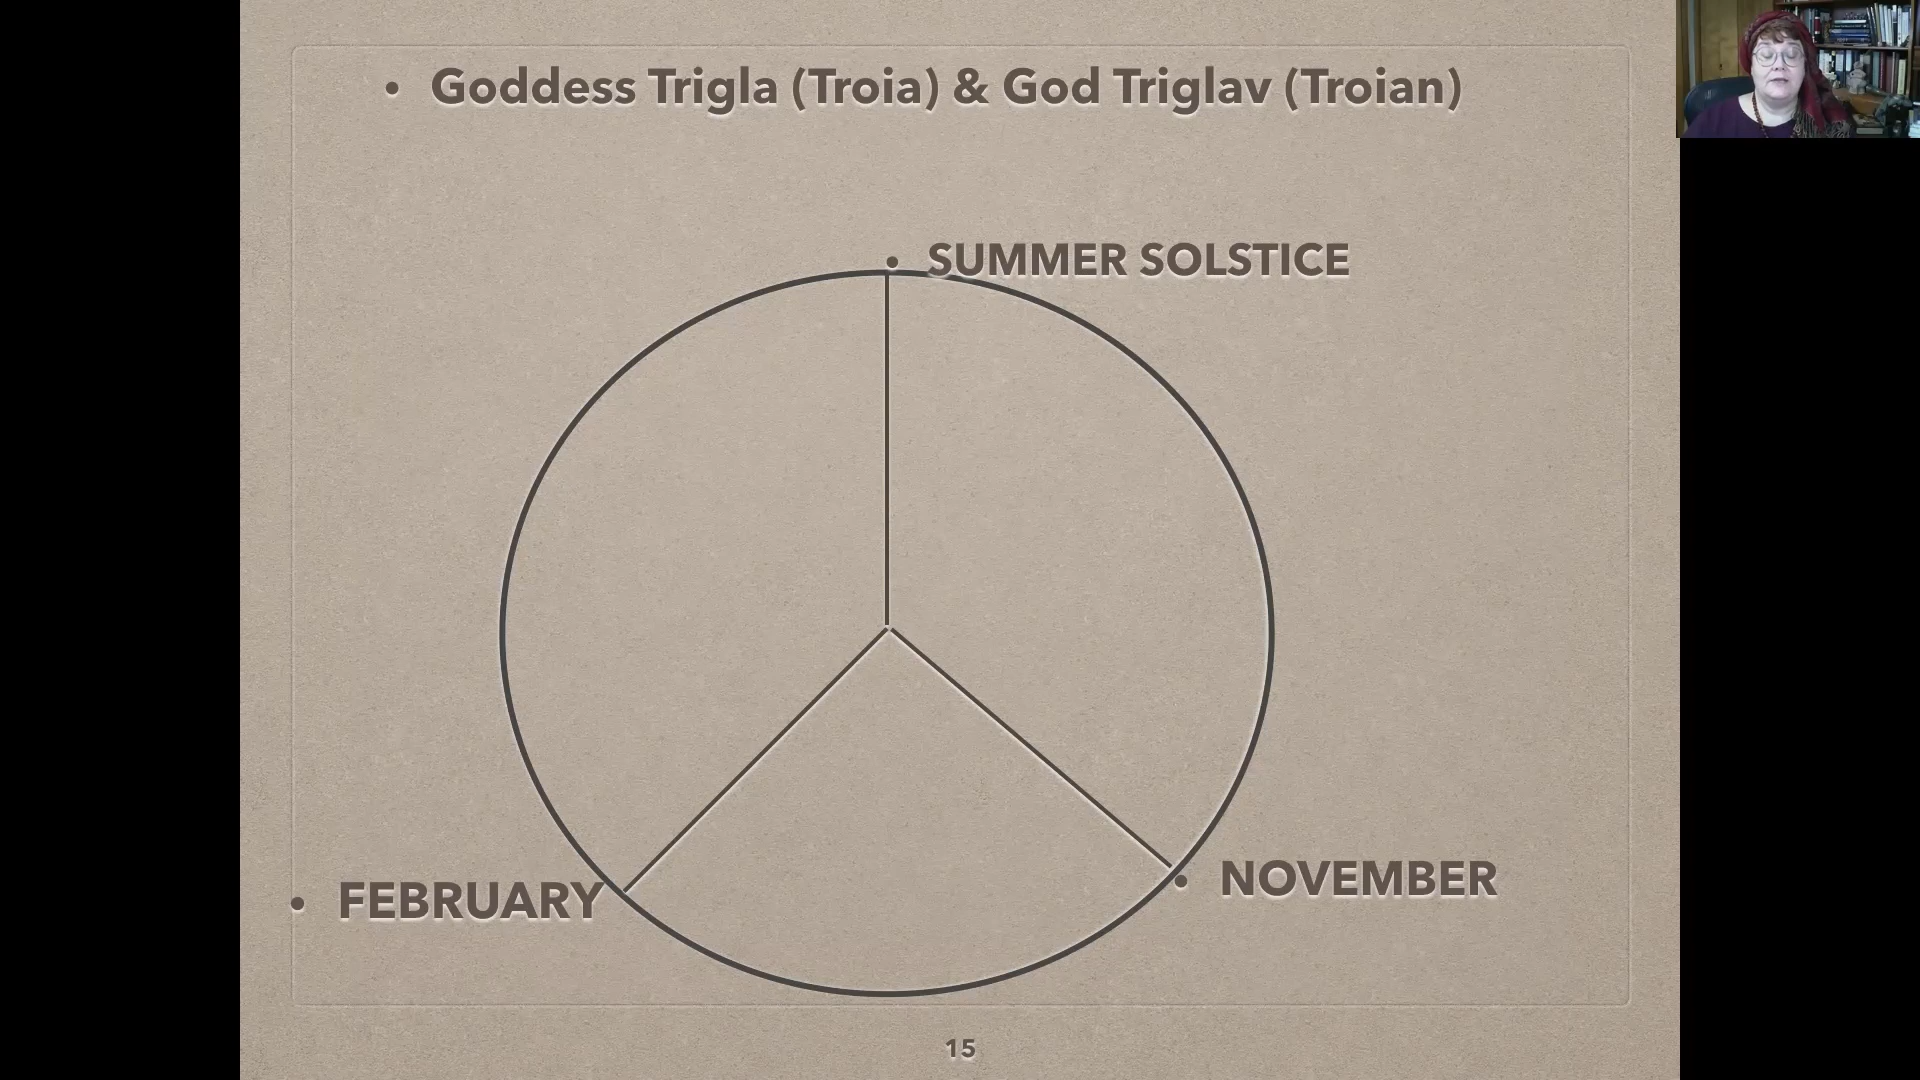 • Goddess Trigla (Troia) & God Triglav (Troian)
• SUMMER SOLSTICE
• NOVEMBER
• FEBRUARY
15